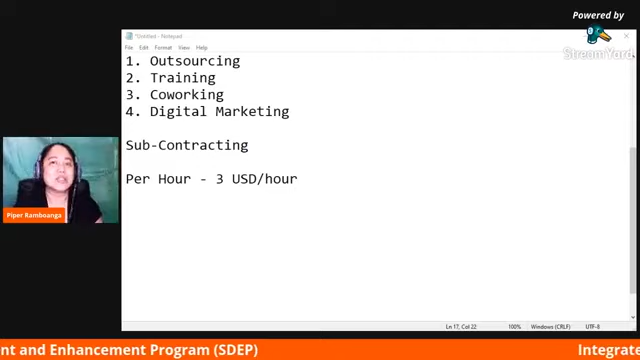 Powered by
StreamYard
*Untitled - Notepad
File Edit Format View Help
1. Outsourcing
2. Training
3. Coworking
4. Digital Marketing
Sub-Contracting
Per Hour - 3 USD/hour
Piper Ramboanga
Ln 17, Col 22 100% Windows (CRLF) UTF-8
nt and Enhancement Program (SDEP) Integrate